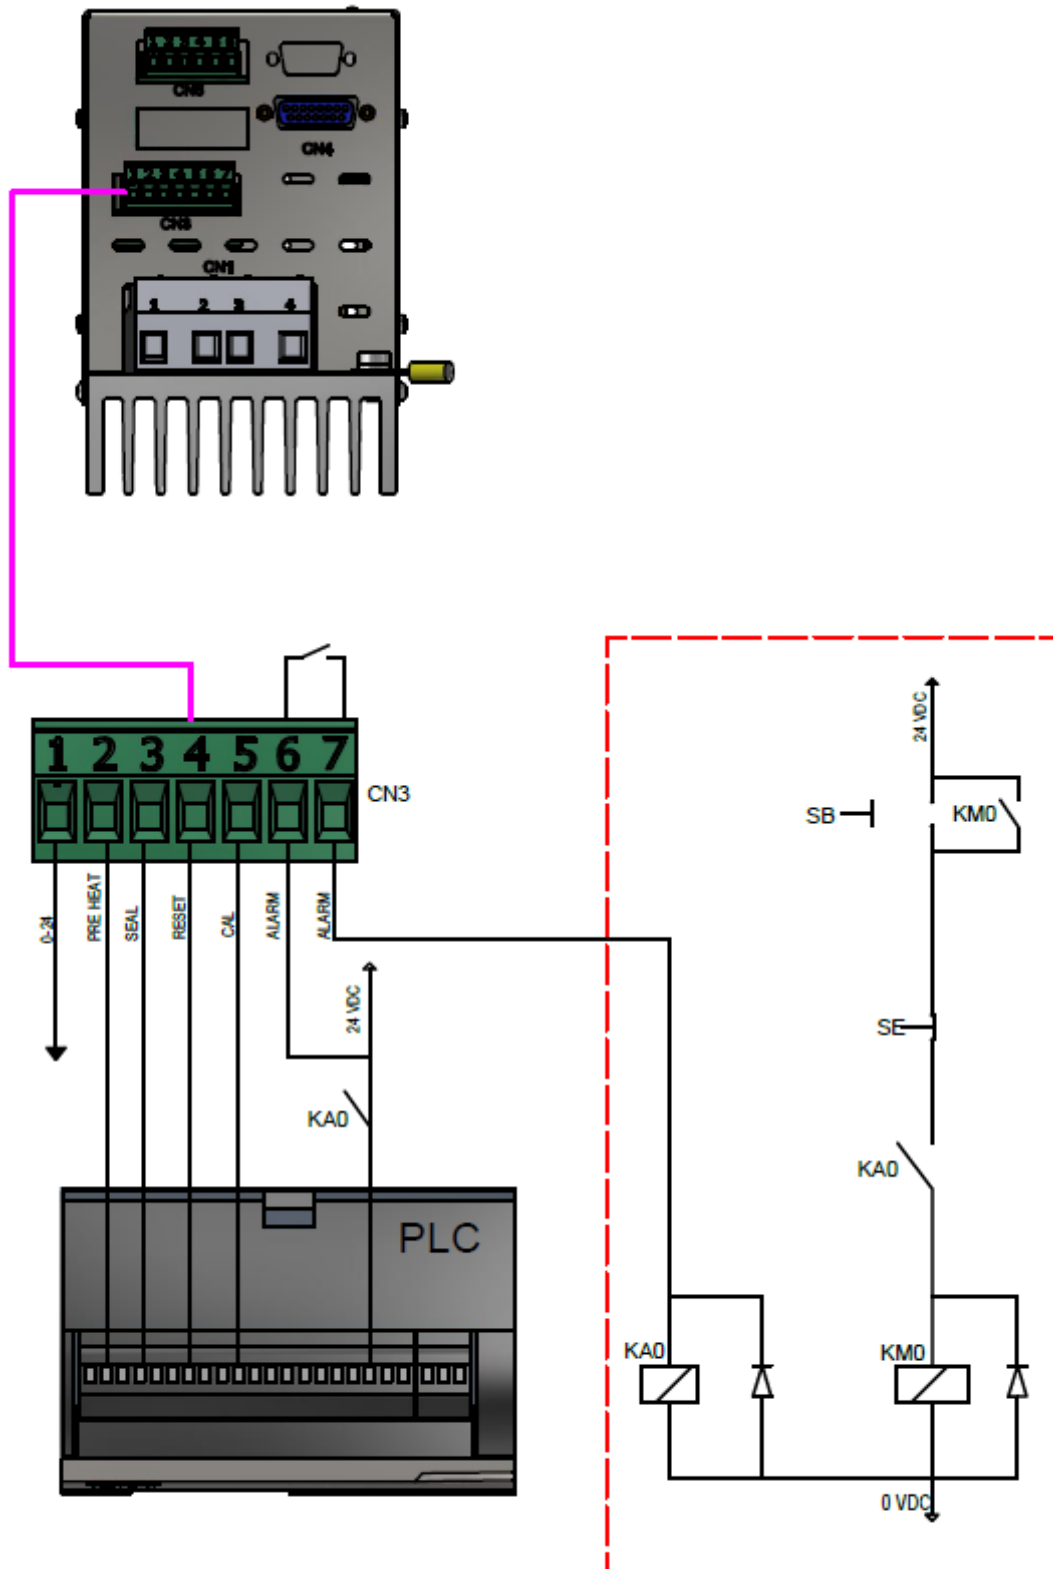 CN4
CN3
CN1
1 2 3 4
1 2 3 4 5 6 7
CN3
0-24
PRE HEAT
SEAL
RESET
CAL
ALARM
ALARM
24 VDC
KA0
PLC
24 VDC
SB
KM0
SE
KA0
KA0
KM0
0 VDC